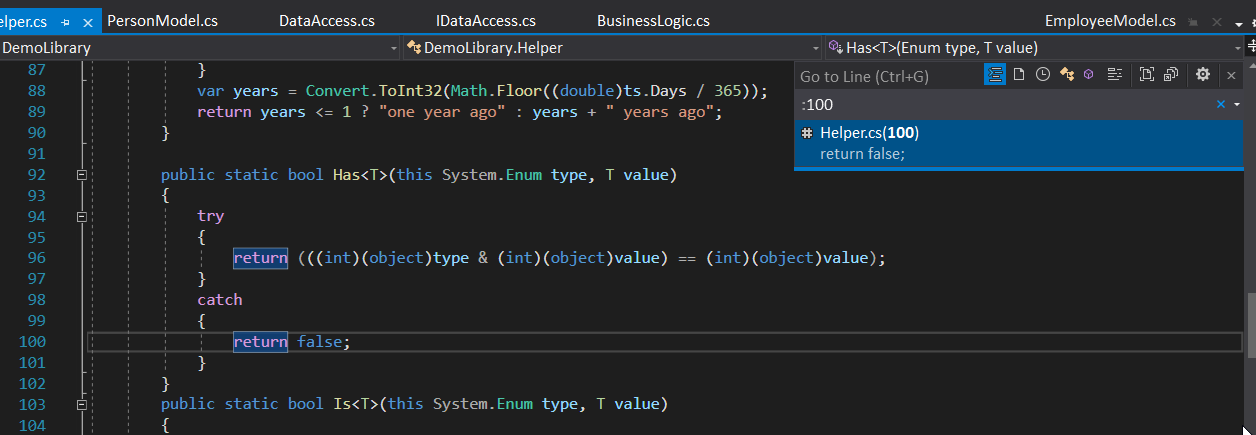 elper.cs PersonModel.cs DataAccess.cs IDataAccess.cs BusinessLogic.cs EmployeeModel.cs
DemoLibrary DemoLibrary.Helper Has<T>(Enum type, T value)
Go to Line (Ctrl+G)
:100
Helper.cs(100)
return false;
87 }
88 var years = Convert.ToInt32(Math.Floor((double)ts.Days / 365));
89 return years <= 1 ? "one year ago" : years + " years ago";
90 }
91
92 public static bool Has<T>(this System.Enum type, T value)
93 {
94 try
95 {
96 return (((int)(object)type & (int)(object)value) == (int)(object)value);
97 }
98 catch
99 {
100 return false;
101 }
102 }
103 public static bool Is<T>(this System.Enum type, T value)
104 {